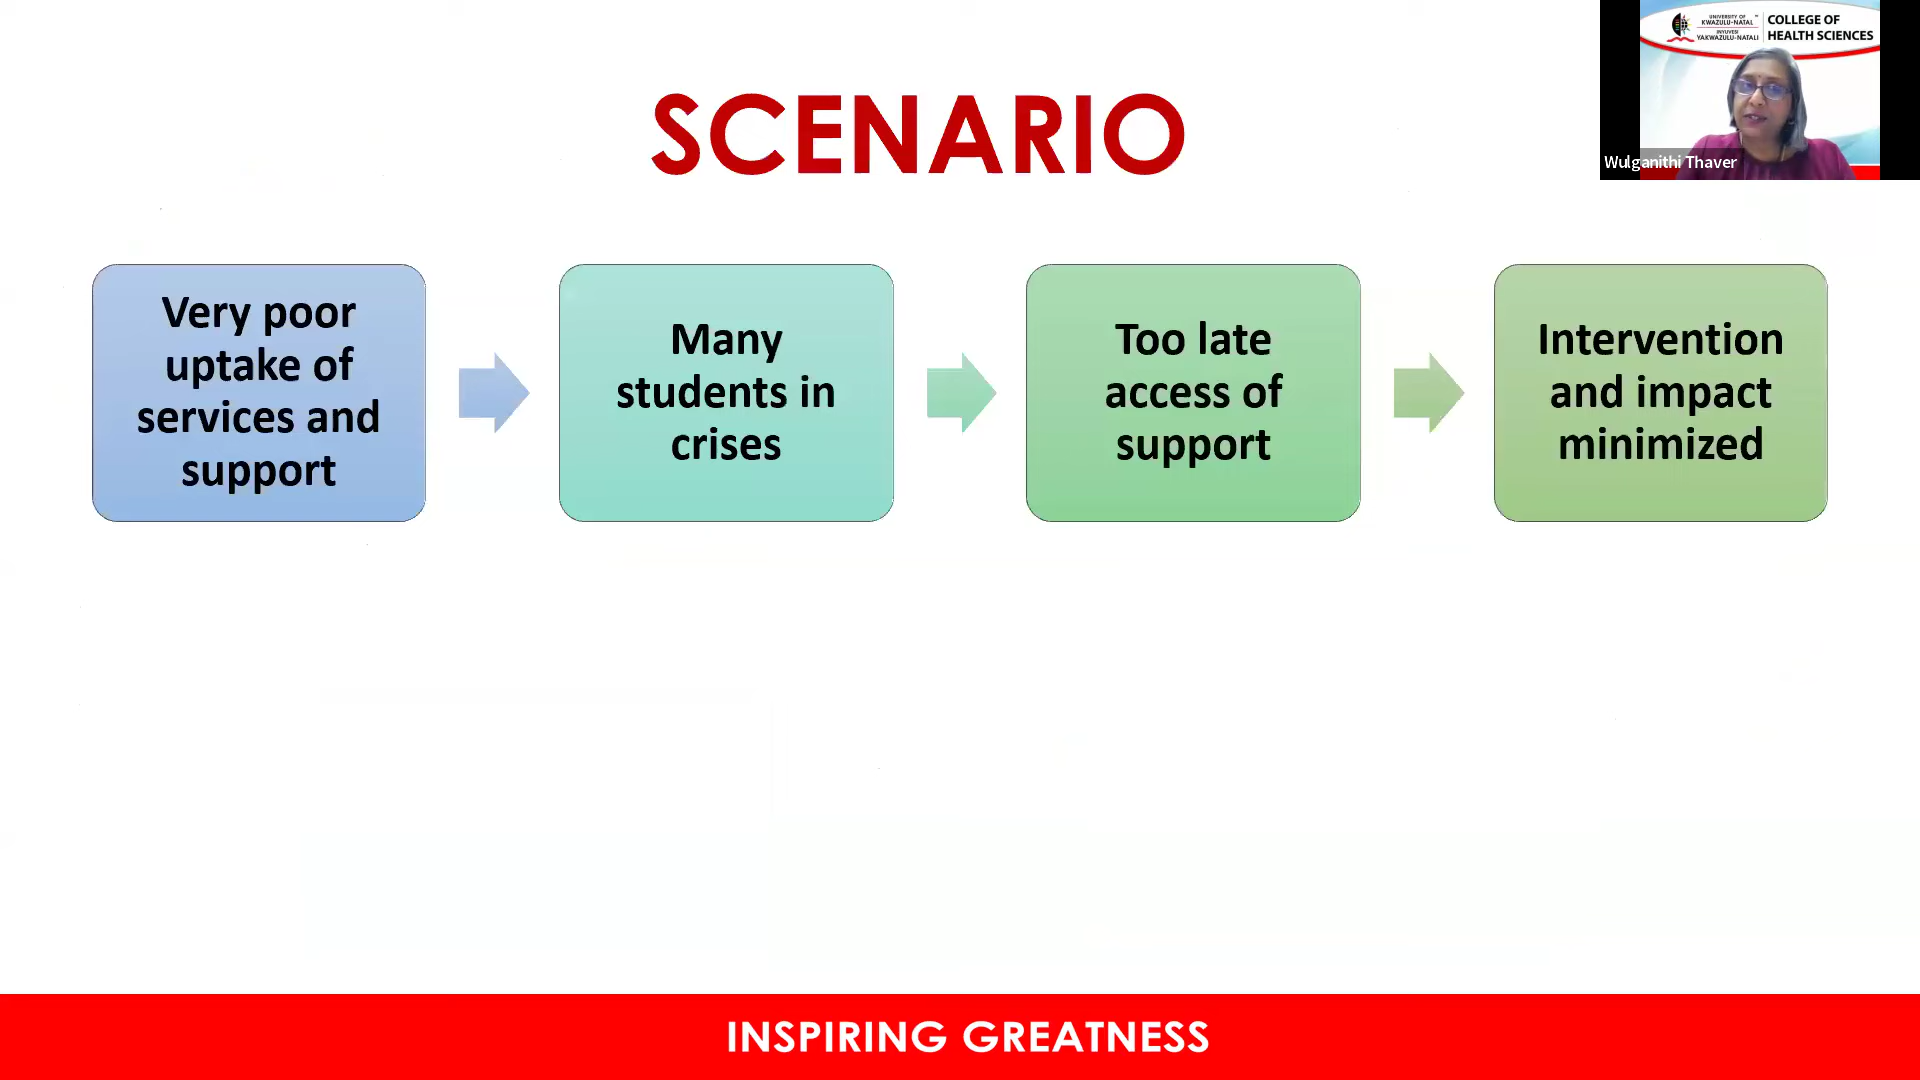 SCENARIO
UNIVERSITY OF
KWAZULU-NATAL
INYUVESI
YAKWAZULU-NATALI
COLLEGE OF
HEALTH SCIENCES
Wulganithi Thaver
Very poor
uptake of
services and
support
Many
students in
crises
Too late
access of
support
Intervention
and impact
minimized
INSPIRING GREATNESS